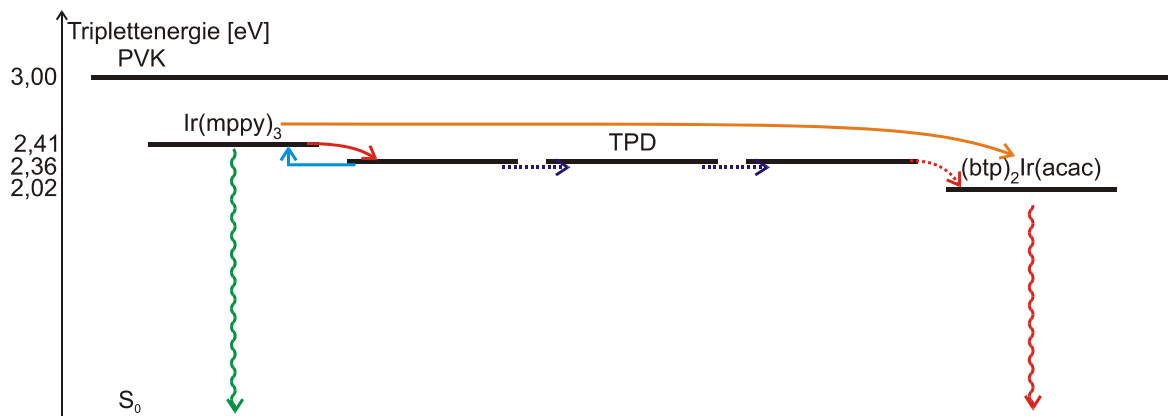 Triplettenergie [eV]
PVK
3,00
Ir(mppy)₃
2,41
TPD
2,36
(btp)₂Ir(acac)
2,02
S₀